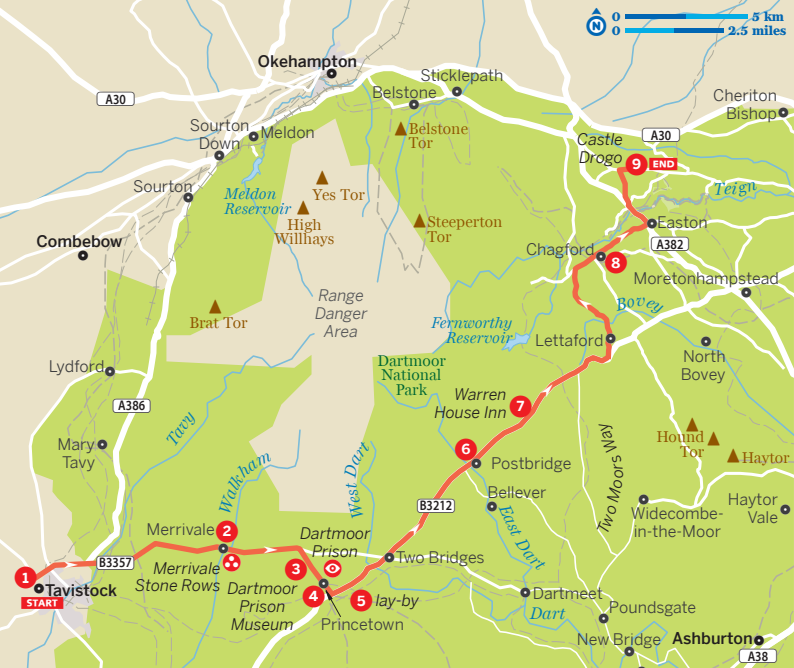 0 5 km
N
0 2.5 miles
Okehampton
Sticklepath
A30
Belstone
Cheriton
Bishop
Sourton
Down
Meldon
Belstone
Tor
A30
Castle
Drogo
9 END
Yes Tor
Teign
Sourton
Meldon
Reservoir
High
Willhays
Steeperton
Tor
Easton
Combebow
Chagford
A382
8
Moretonhampstead
Range
Danger
Area
Bovey
Brat Tor
Fernworthy
Reservoir
Lettaford
North
Bovey
Lydford
Dartmoor
National
Park
Warren
House Inn
7
A386
Tavy
Hound
Tor
Haytor
Mary
Tavy
6
Postbridge
Two Moors Way
Walkham
West Dart
Bellever
B3212
East Dart
Widecombe-
in-the-Moor
Haytor
Vale
Merrivale
2
Dartmoor
Prison
B3357
Merrivale
Stone Rows
Two Bridges
1
START
Tavistock
3
Dartmoor
Prison
Museum
4
5 lay-by
Princetown
Dartmeet
Dart
Poundsgate
New Bridge
Ashburton
A38